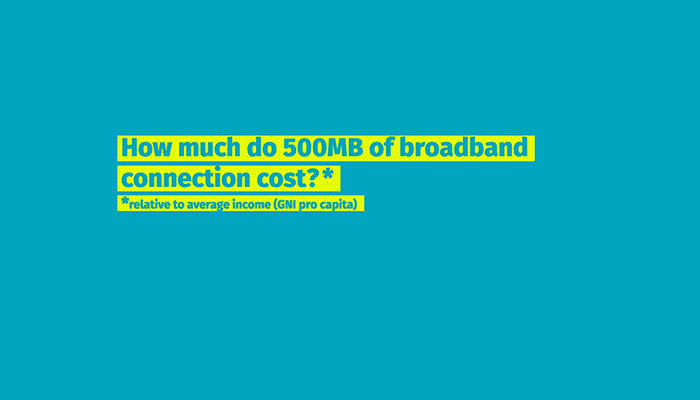 How much do 500MB of broadband
connection cost?*
*relative to average income (GNI pro capita)